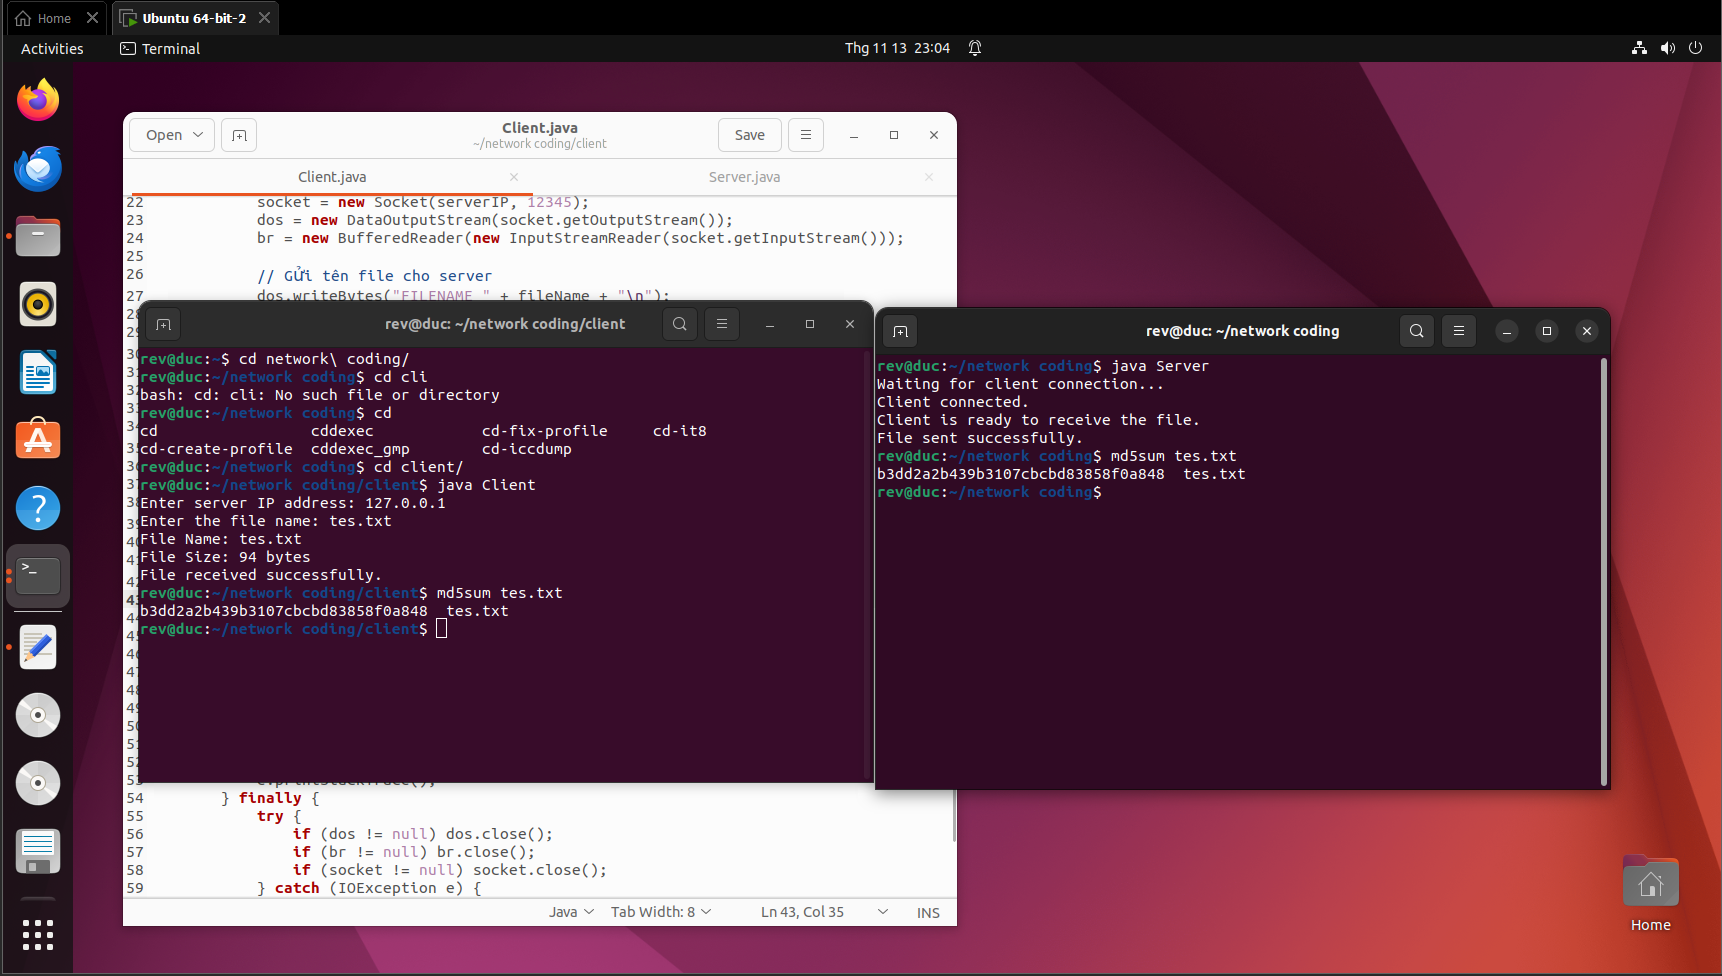 Home
Ubuntu 64-bit-2
Activities
Terminal
Thg 11 13 23:04
Open
Client.java
~/network coding/client
Save
Client.java
Server.java
22 socket = new Socket(serverIP, 12345);
23 dos = new DataOutputStream(socket.getOutputStream());
24 br = new BufferedReader(new InputStreamReader(socket.getInputStream()));
25
26 // Gửi tên file cho server
27 dos.writeBytes("FILENAME " + fileName + "\n");
rev@duc: ~/network coding/client
rev@duc:~$ cd network\ coding/
rev@duc:~/network coding$ cd cli
bash: cd: cli: No such file or directory
rev@duc:~/network coding$ cd
cd cddexec cd-fix-profile cd-it8
cd-create-profile cddexec_gmp cd-iccdump
rev@duc:~/network coding$ cd client/
rev@duc:~/network coding/client$ java Client
Enter server IP address: 127.0.0.1
Enter the file name: tes.txt
File Name: tes.txt
File Size: 94 bytes
File received successfully.
rev@duc:~/network coding/client$ md5sum tes.txt
b3dd2a2b439b3107cbcbd83858f0a848 tes.txt
rev@duc:~/network coding/client$
rev@duc: ~/network coding
rev@duc:~/network coding$ java Server
Waiting for client connection...
Client connected.
Client is ready to receive the file.
File sent successfully.
rev@duc:~/network coding$ md5sum tes.txt
b3dd2a2b439b3107cbcbd83858f0a848 tes.txt
rev@duc:~/network coding$
53 e.printStackTrace();
54 } finally {
55 try {
56 if (dos != null) dos.close();
57 if (br != null) br.close();
58 if (socket != null) socket.close();
59 } catch (IOException e) {
Java
Tab Width: 8
Ln 43, Col 35
INS
Home